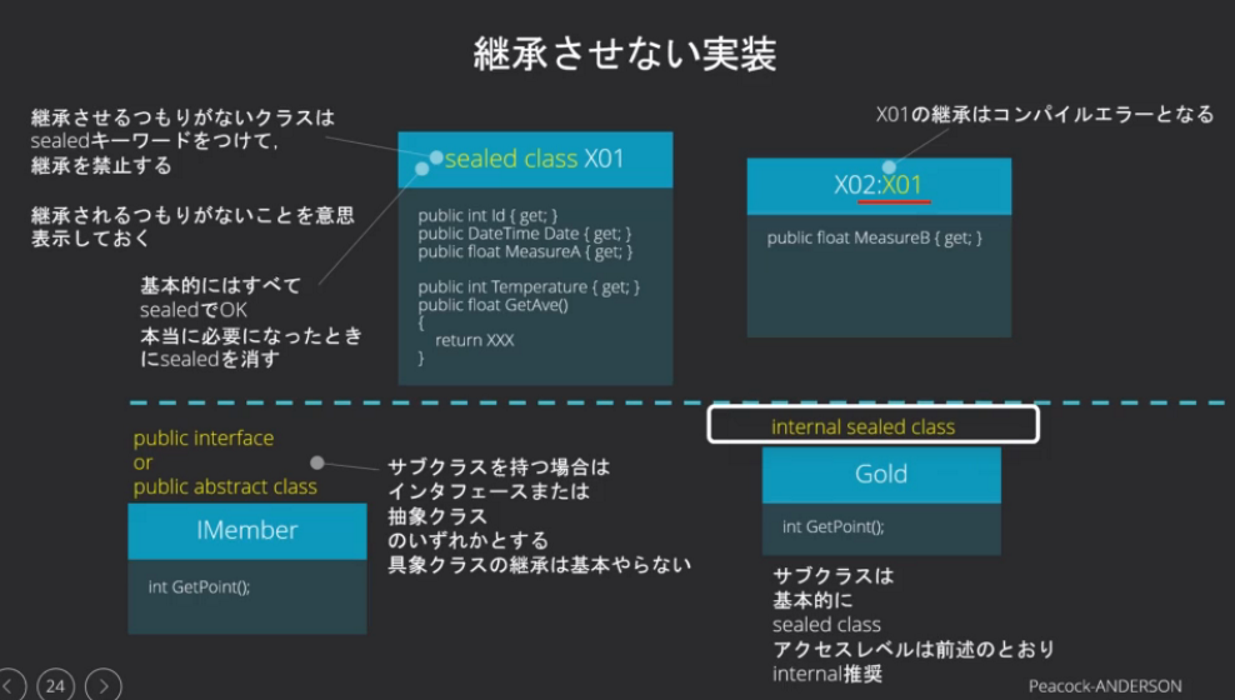 継承させない実装
継承させるつもりがないクラスは
sealedキーワードをつけて,
継承を禁止する
継承されるつもりがないことを意思
表示しておく
基本的にはすべて
sealedでOK
本当に必要になったとき
にsealedを消す
sealed class X01
public int Id { get; }
public DateTime Date { get; }
public float MeasureA { get; }
public int Temperature { get; }
public float GetAve()
{
return XXX
}
X01の継承はコンパイルエラーとなる
X02:X01
public float MeasureB { get; }
public interface
or
public abstract class
IMember
int GetPoint();
サブクラスを持つ場合は
インタフェースまたは
抽象クラス
のいずれかとする
具象クラスの継承は基本やらない
internal sealed class
Gold
int GetPoint();
サブクラスは
基本的に
sealed class
アクセスレベルは前述のとおり
internal推奨
24
Peacock-ANDERSON